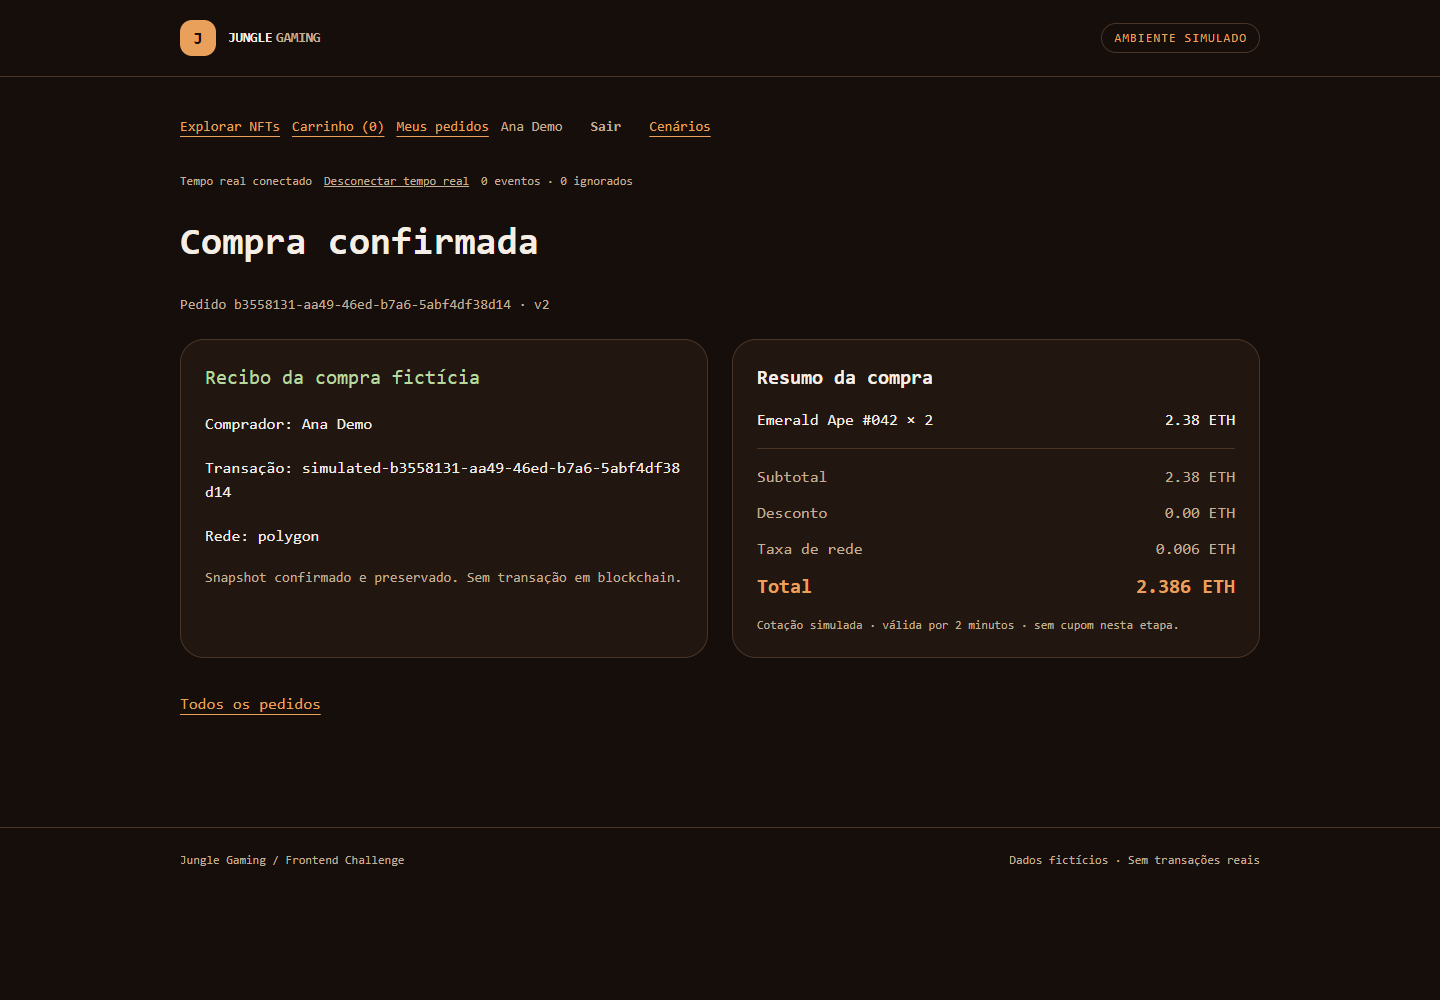 J
JUNGLE GAMING
AMBIENTE SIMULADO
Explorar NFTs Carrinho (0) Meus pedidos Ana Demo Sair Cenários
Tempo real conectado Desconectar tempo real 0 eventos · 0 ignorados
Compra confirmada
Pedido b3558131-aa49-46ed-b7a6-5abf4df38d14 · v2
Recibo da compra fictícia
Comprador: Ana Demo
Transação: simulated-b3558131-aa49-46ed-b7a6-5abf4df38
d14
Rede: polygon
Snapshot confirmado e preservado. Sem transação em blockchain.
Resumo da compra
Emerald Ape #042 × 2 2.38 ETH
Subtotal 2.38 ETH
Desconto 0.00 ETH
Taxa de rede 0.006 ETH
Total 2.386 ETH
Cotação simulada · válida por 2 minutos · sem cupom nesta etapa.
Todos os pedidos
Jungle Gaming / Frontend Challenge
Dados fictícios · Sem transações reais